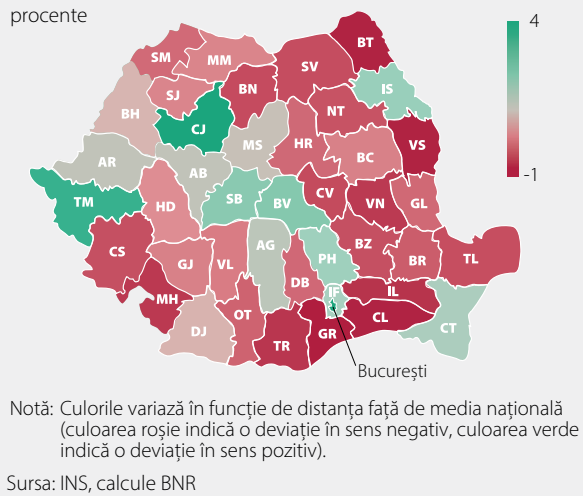 procente
4
-1
BT
SM
MM
SV
IS
SJ
BN
BH
NT
CJ
VS
MS
HR
BC
AR
AB
TM
SB
BV
CV
VN
GL
HD
CS
AG
PH
BZ
BR
TL
GJ
VL
DB
MH
IF
IL
OT
CL
CT
DJ
TR
GR
București
Notă: Culorile variază în funcție de distanța față de media națională
(culoarea roșie indică o deviație în sens negativ, culoarea verde
indică o deviație în sens pozitiv).
Sursa: INS, calcule BNR